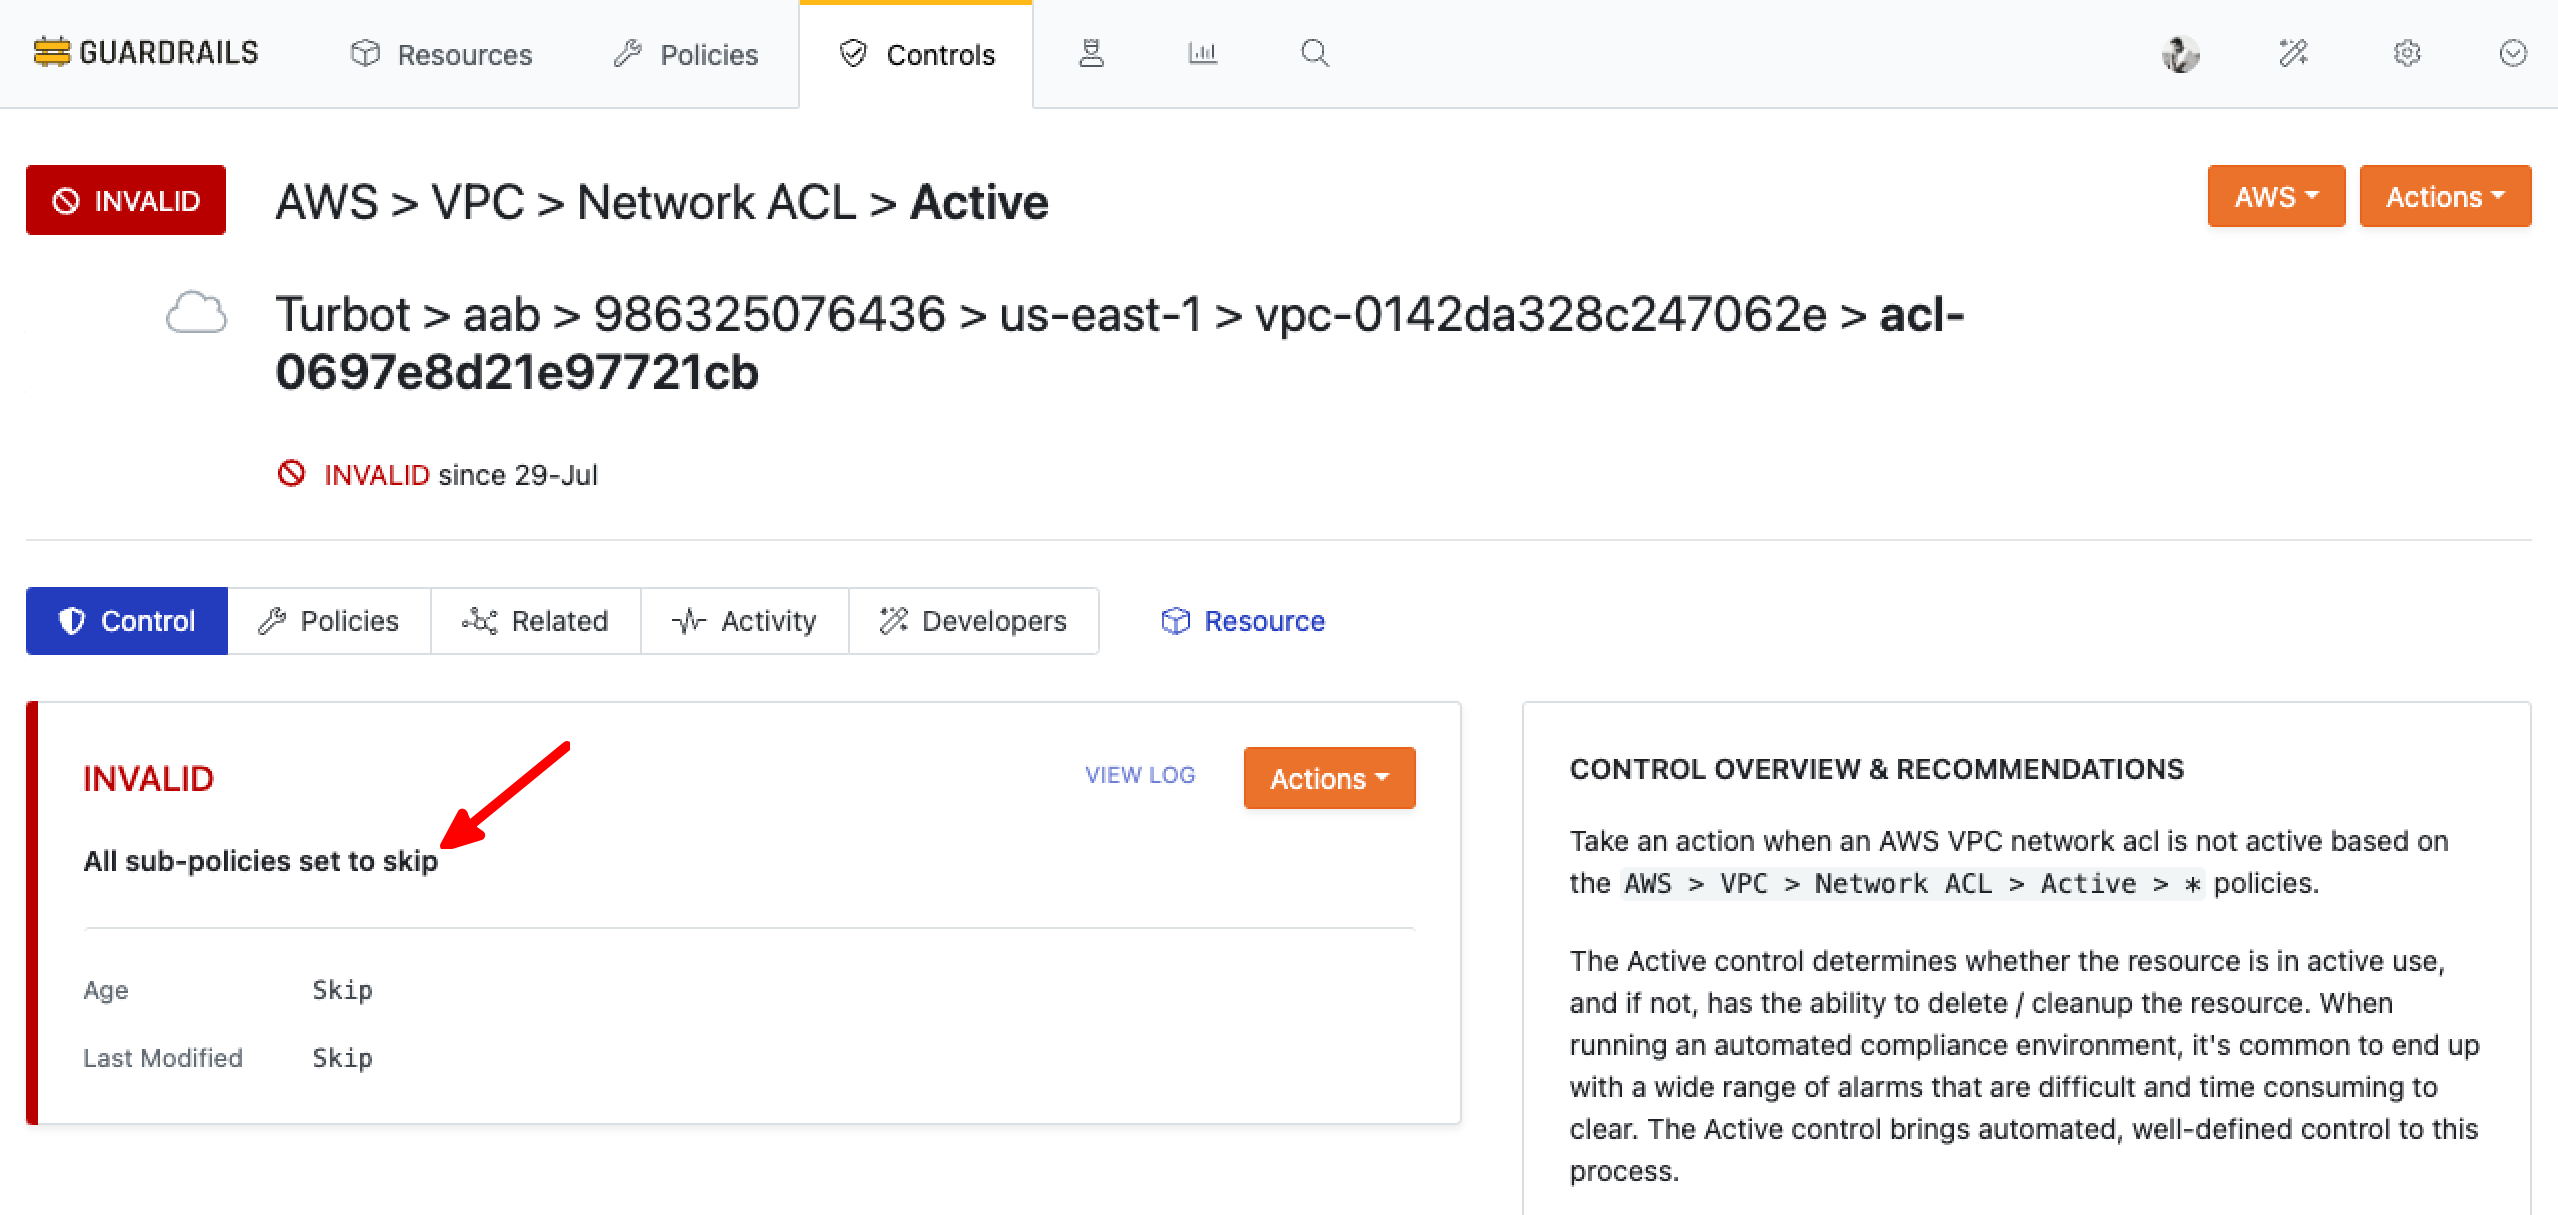 GUARDRAILS
Resources
Policies
Controls
INVALID
AWS > VPC > Network ACL > Active
AWS
Actions
Turbot > aab > 986325076436 > us-east-1 > vpc-0142da328c247062e > acl-
0697e8d21e97721cb
INVALID since 29-Jul
Control
Policies
Related
Activity
Developers
Resource
INVALID
VIEW LOG
Actions
All sub-policies set to skip
Age Skip
Last Modified Skip
CONTROL OVERVIEW & RECOMMENDATIONS
Take an action when an AWS VPC network acl is not active based on
the AWS > VPC > Network ACL > Active > * policies.
The Active control determines whether the resource is in active use,
and if not, has the ability to delete / cleanup the resource. When
running an automated compliance environment, it's common to end up
with a wide range of alarms that are difficult and time consuming to
clear. The Active control brings automated, well-defined control to this
process.